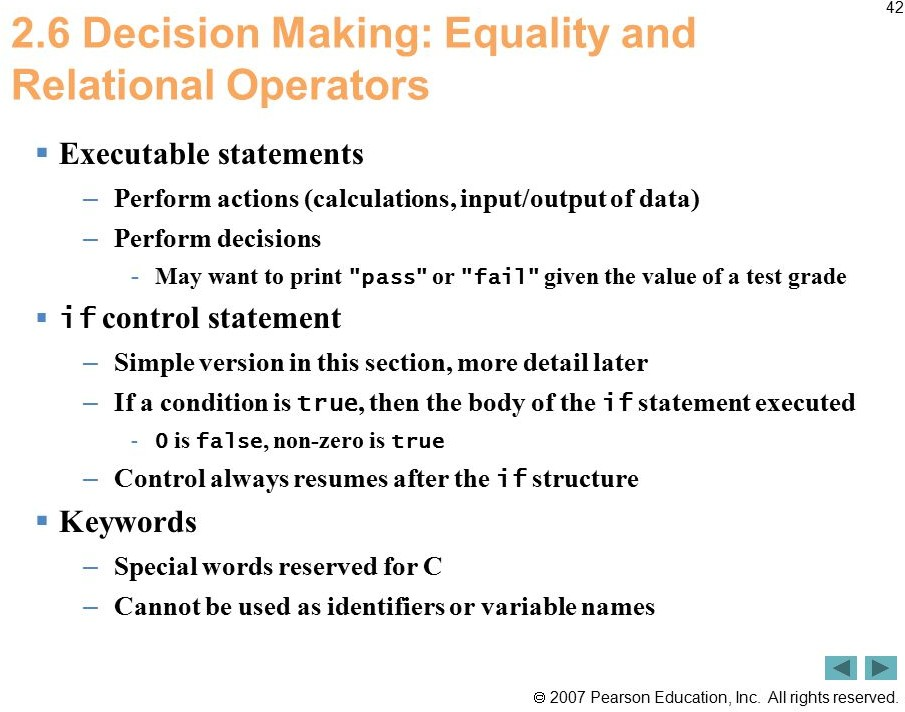 42
2.6 Decision Making: Equality and
Relational Operators
Executable statements
– Perform actions (calculations, input/output of data)
– Perform decisions
- May want to print "pass" or "fail" given the value of a test grade
if control statement
– Simple version in this section, more detail later
– If a condition is true, then the body of the if statement executed
- 0 is false, non-zero is true
– Control always resumes after the if structure
Keywords
– Special words reserved for C
– Cannot be used as identifiers or variable names
© 2007 Pearson Education, Inc. All rights reserved.